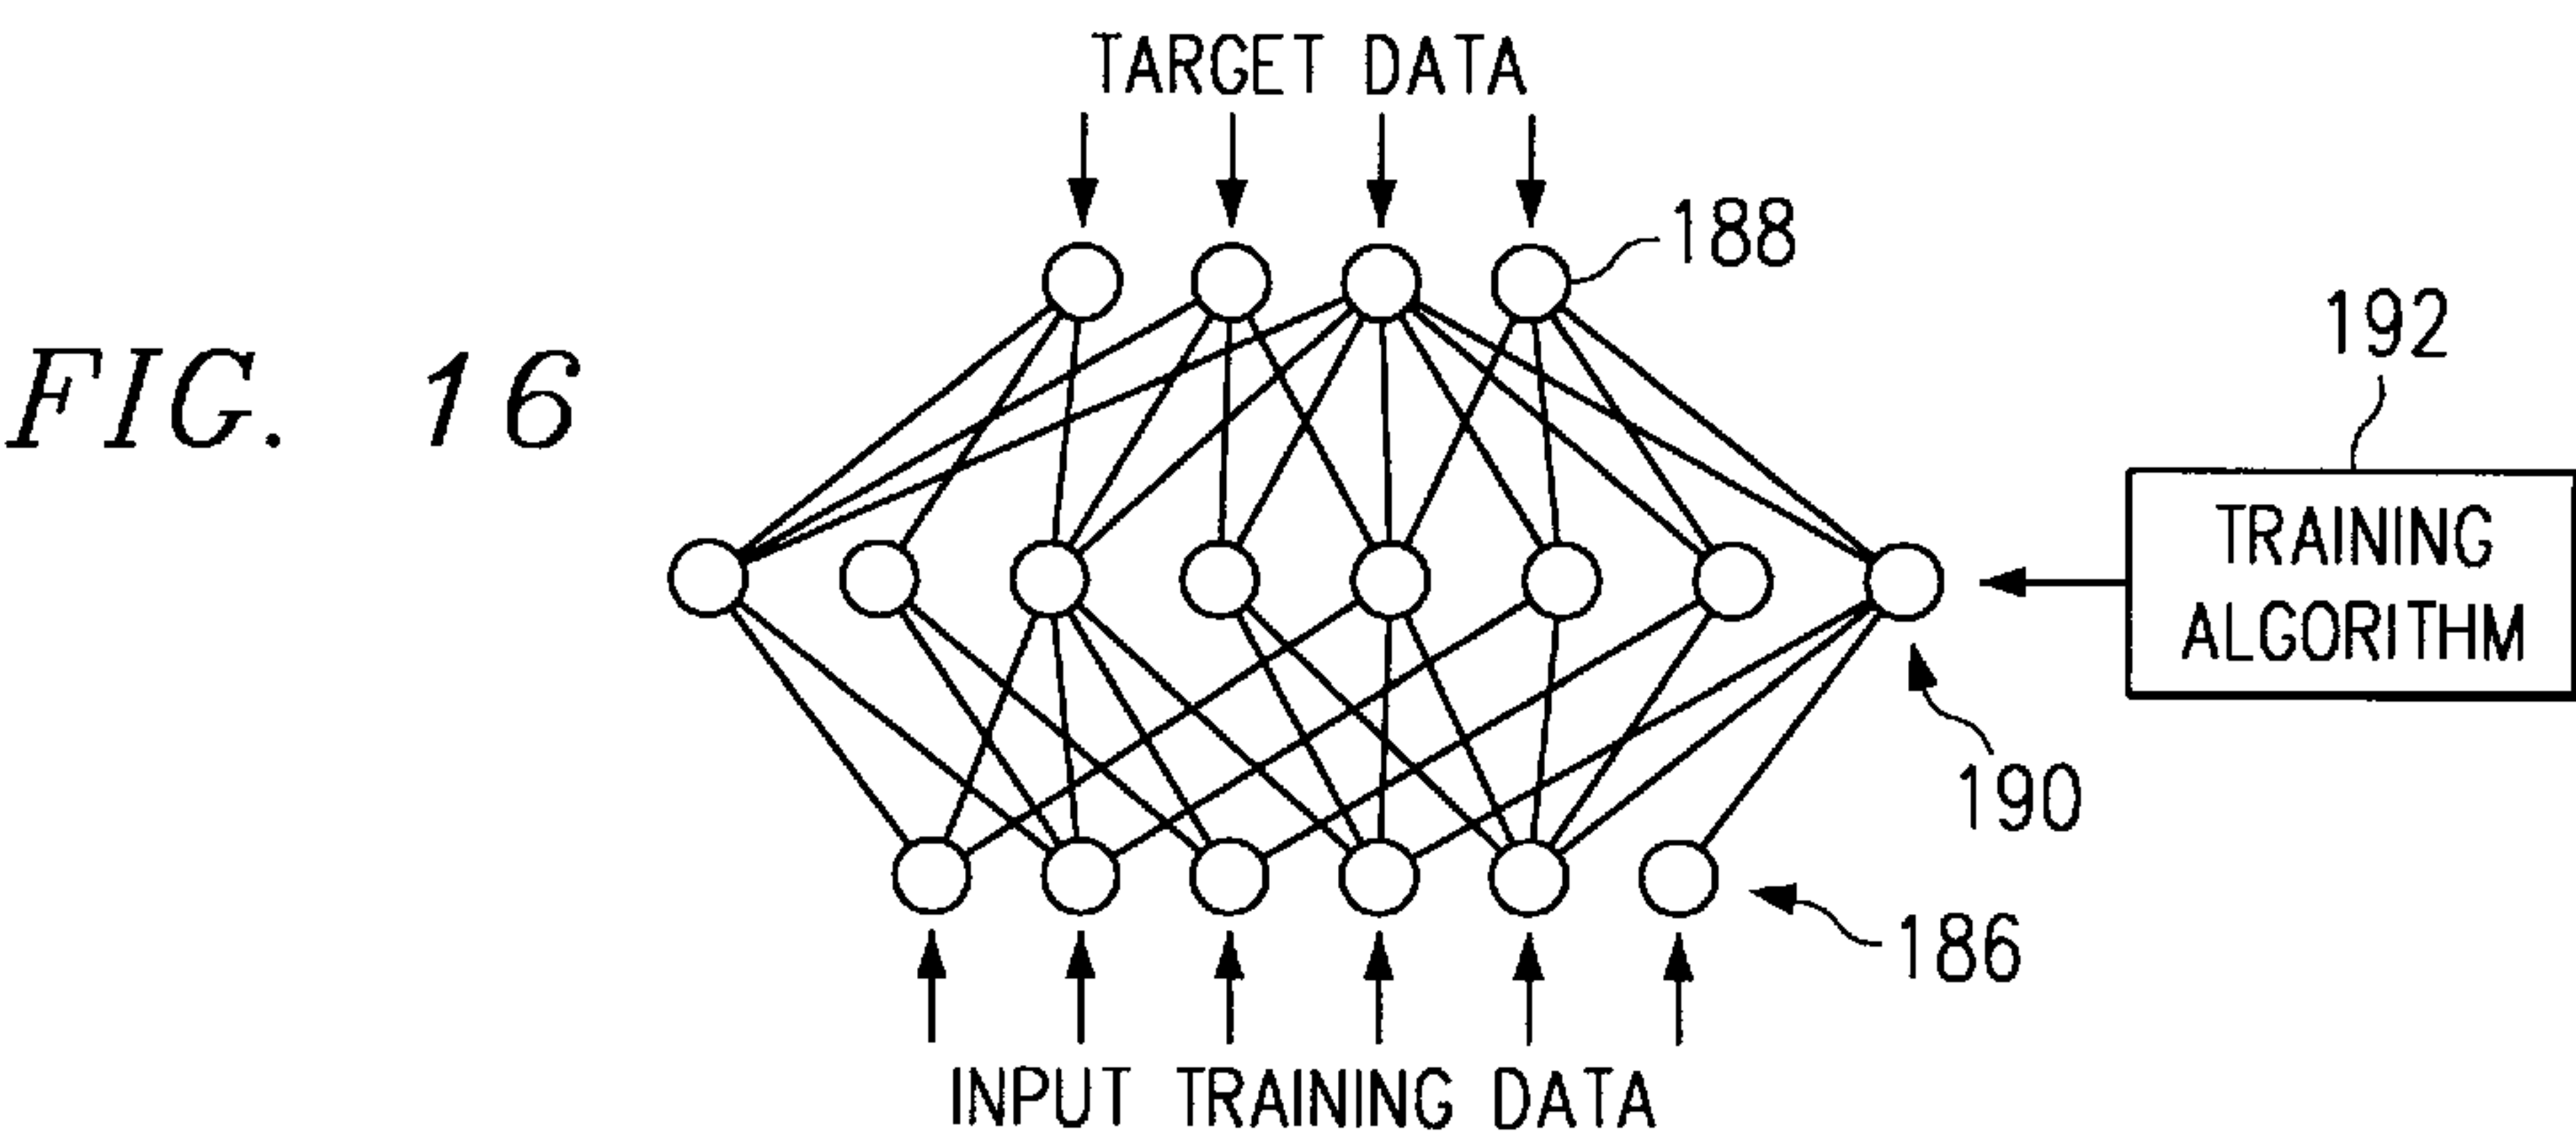 TARGET DATA
188
192
FIG. 16
TRAINING
ALGORITHM
190
186
INPUT TRAINING DATA